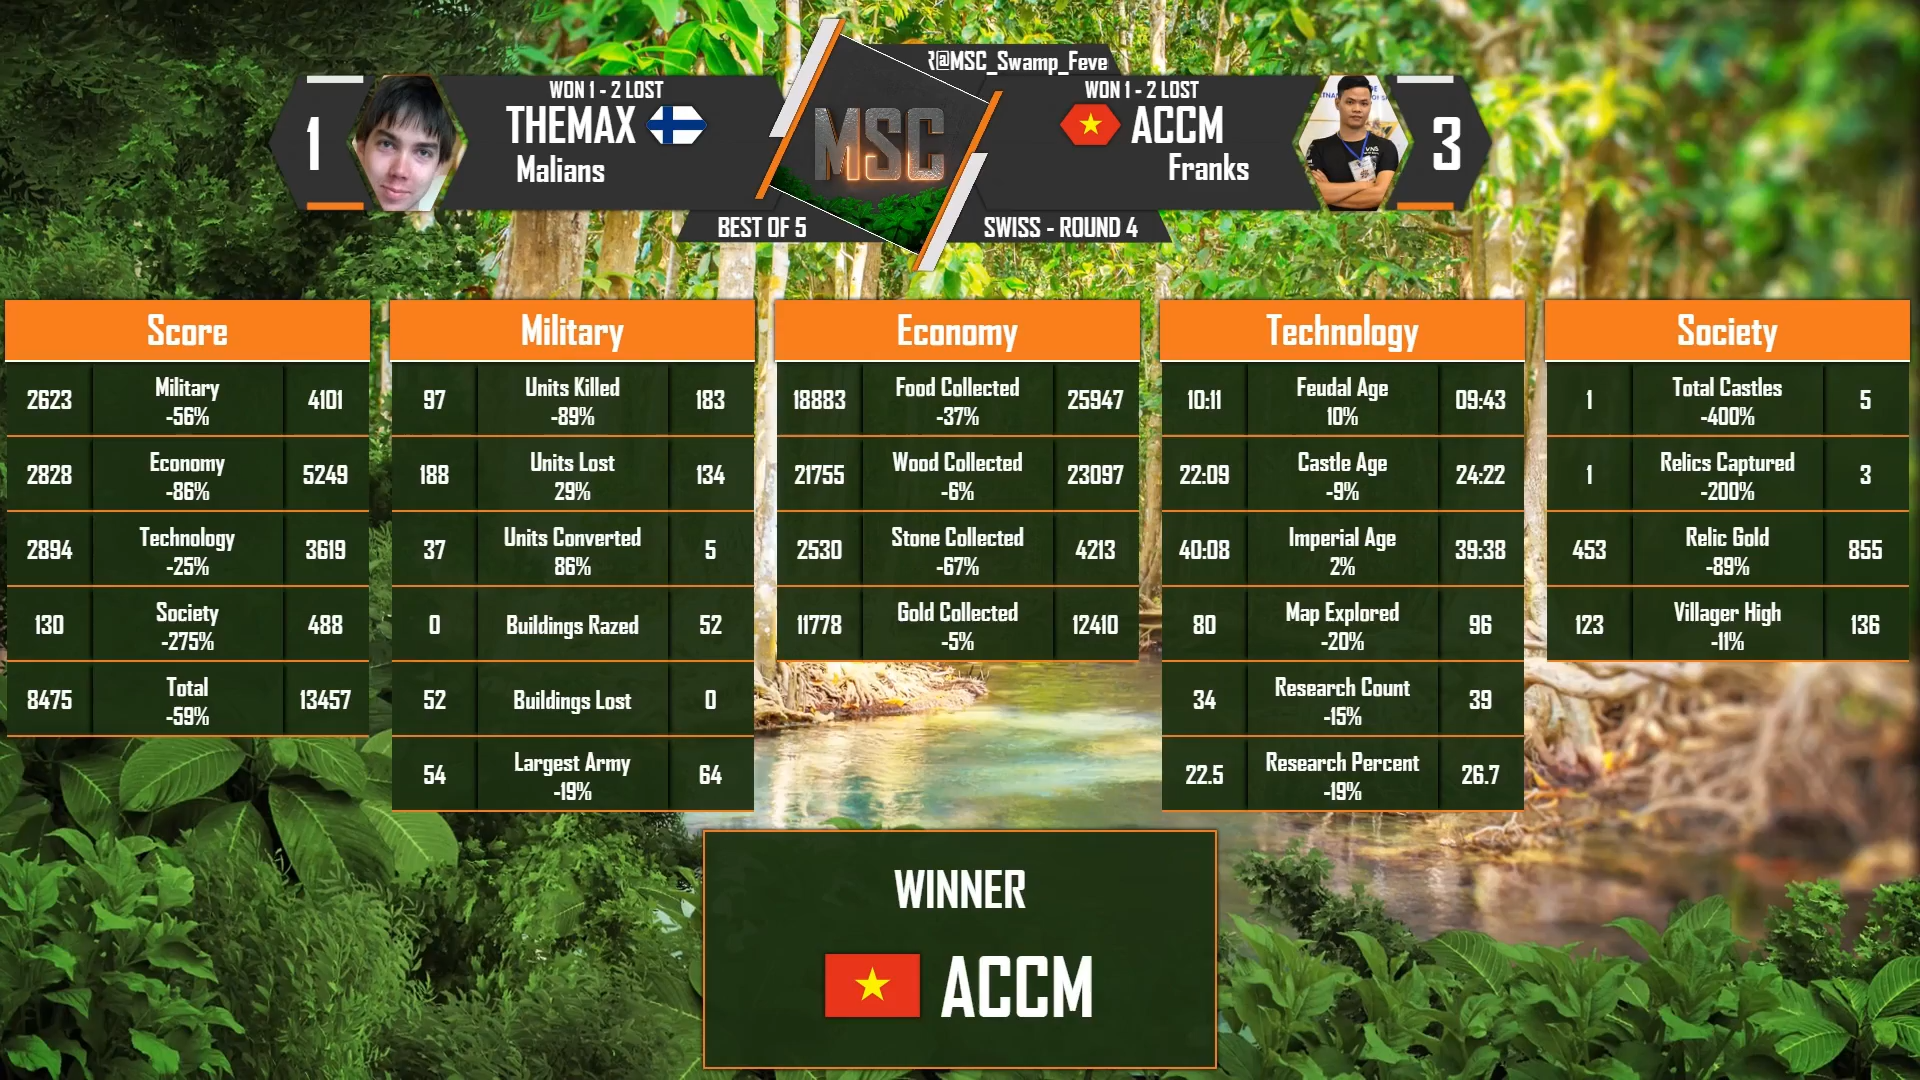 R@MSC_Swamp_Feve
1
WON 1 - 2 LOST
THEMAX
Malians
MSC
WON 1 - 2 LOST
ACCM
Franks
3
BEST OF 5
SWISS - ROUND 4
Score
2623 Military 4101
-56%
2828 Economy 5249
-86%
2894 Technology 3619
-25%
130 Society 488
-275%
8475 Total 13457
-59%
Military
97 Units Killed 183
-89%
188 Units Lost 134
29%
37 Units Converted 5
86%
0 Buildings Razed 52
52 Buildings Lost 0
54 Largest Army 64
-19%
Economy
18883 Food Collected 25947
-37%
21755 Wood Collected 23097
-6%
2530 Stone Collected 4213
-67%
11778 Gold Collected 12410
-5%
Technology
10:11 Feudal Age 09:43
10%
22:09 Castle Age 24:22
-9%
40:08 Imperial Age 39:38
2%
80 Map Explored 96
-20%
34 Research Count 39
-15%
22.5 Research Percent 26.7
-19%
Society
1 Total Castles 5
-400%
1 Relics Captured 3
-200%
453 Relic Gold 855
-89%
123 Villager High 136
-11%
WINNER
ACCM